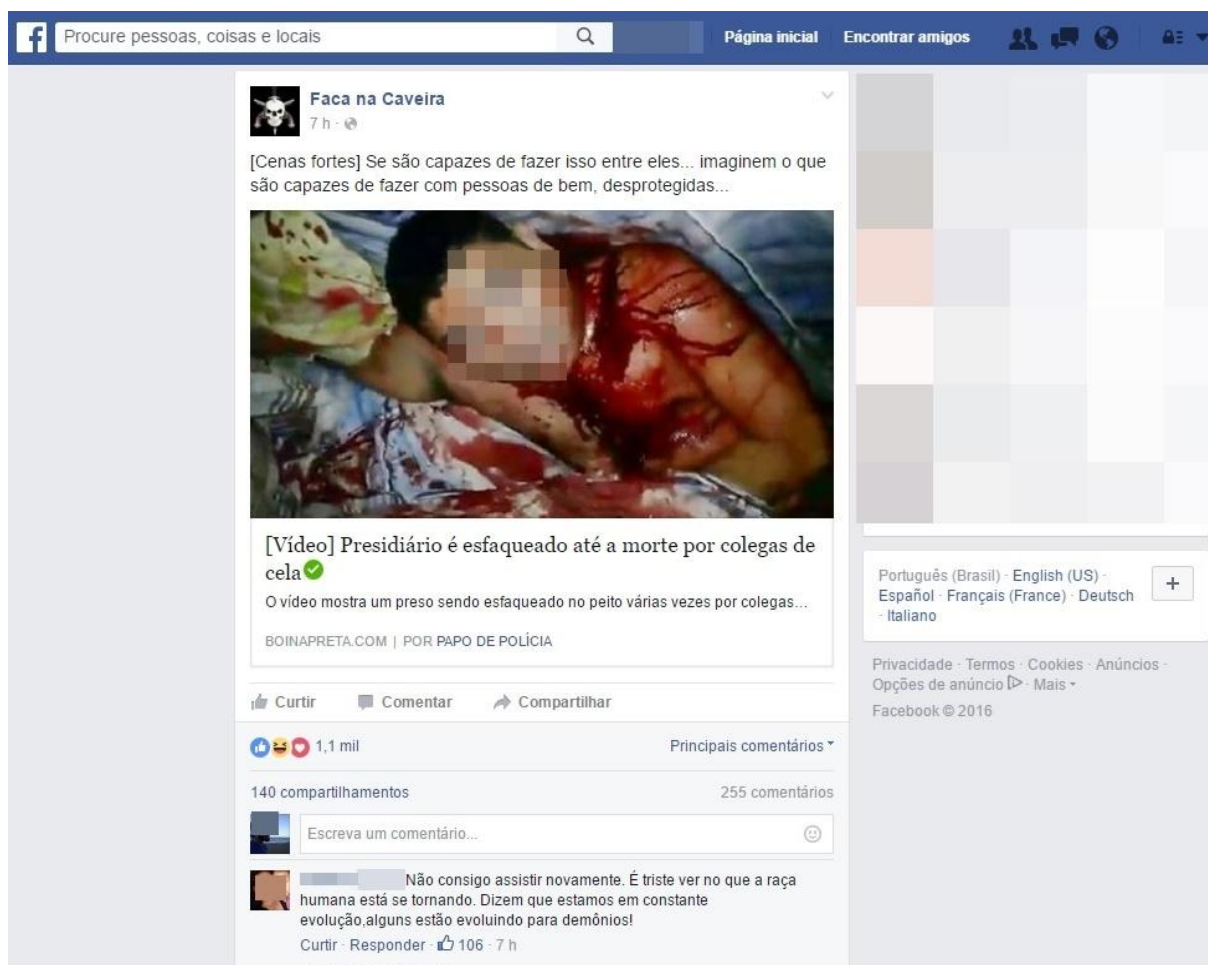 Procure pessoas, coisas e locais
Página inicial
Encontrar amigos
Faca na Caveira
7 h ·
[Cenas fortes] Se são capazes de fazer isso entre eles... imaginem o que
são capazes de fazer com pessoas de bem, desprotegidas...
[Vídeo] Presidiário é esfaqueado até a morte por colegas de
cela
O vídeo mostra um preso sendo esfaqueado no peito várias vezes por colegas...
BOINAPRETA.COM | POR PAPO DE POLÍCIA
Curtir Comentar Compartilhar
1,1 mil
Principais comentários
140 compartilhamentos
255 comentários
Escreva um comentário...
Não consigo assistir novamente. É triste ver no que a raça
humana está se tornando. Dizem que estamos em constante
evolução,alguns estão evoluindo para demônios!
Curtir · Responder · 106 · 7 h
Português (Brasil) · English (US) ·
Español · Français (France) · Deutsch
· Italiano
+
Privacidade · Termos · Cookies · Anúncios ·
Opções de anúncio · Mais
Facebook © 2016